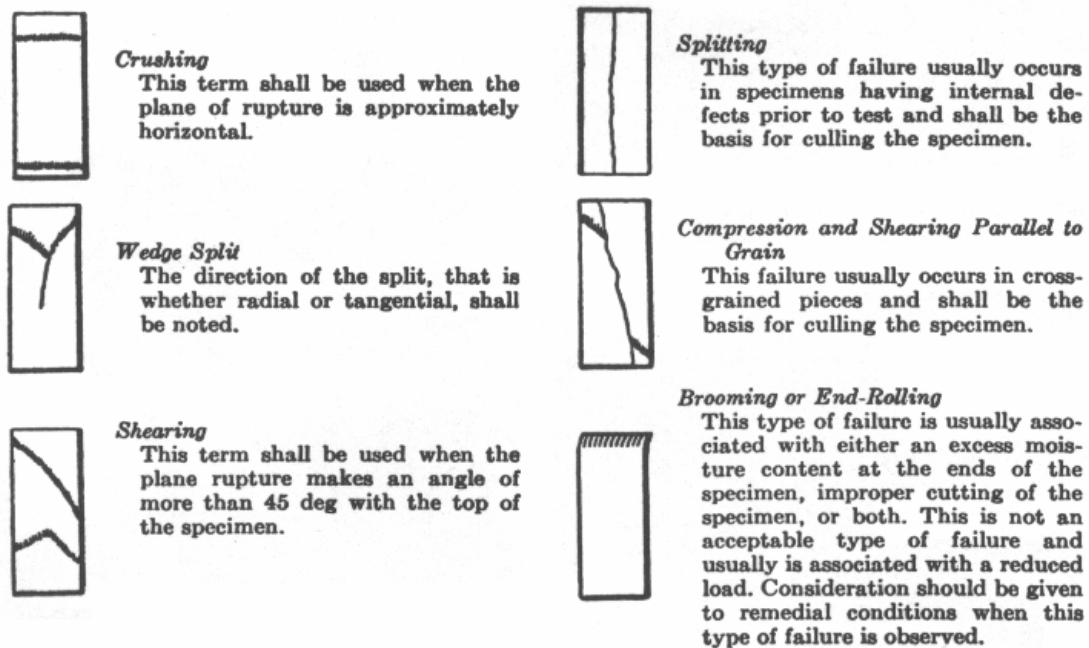 Crushing
This term shall be used when the
plane of rupture is approximately
horizontal.
Wedge Split
The direction of the split, that is
whether radial or tangential, shall
be noted.
Shearing
This term shall be used when the
plane rupture makes an angle of
more than 45 deg with the top of
the specimen.
Splitting
This type of failure usually occurs
in specimens having internal de-
fects prior to test and shall be the
basis for culling the specimen.
Compression and Shearing Parallel to
Grain
This failure usually occurs in cross-
grained pieces and shall be the
basis for culling the specimen.
Brooming or End-Rolling
This type of failure is usually asso-
ciated with either an excess mois-
ture content at the ends of the
specimen, improper cutting of the
specimen, or both. This is not an
acceptable type of failure and
usually is associated with a reduced
load. Consideration should be given
to remedial conditions when this
type of failure is observed.